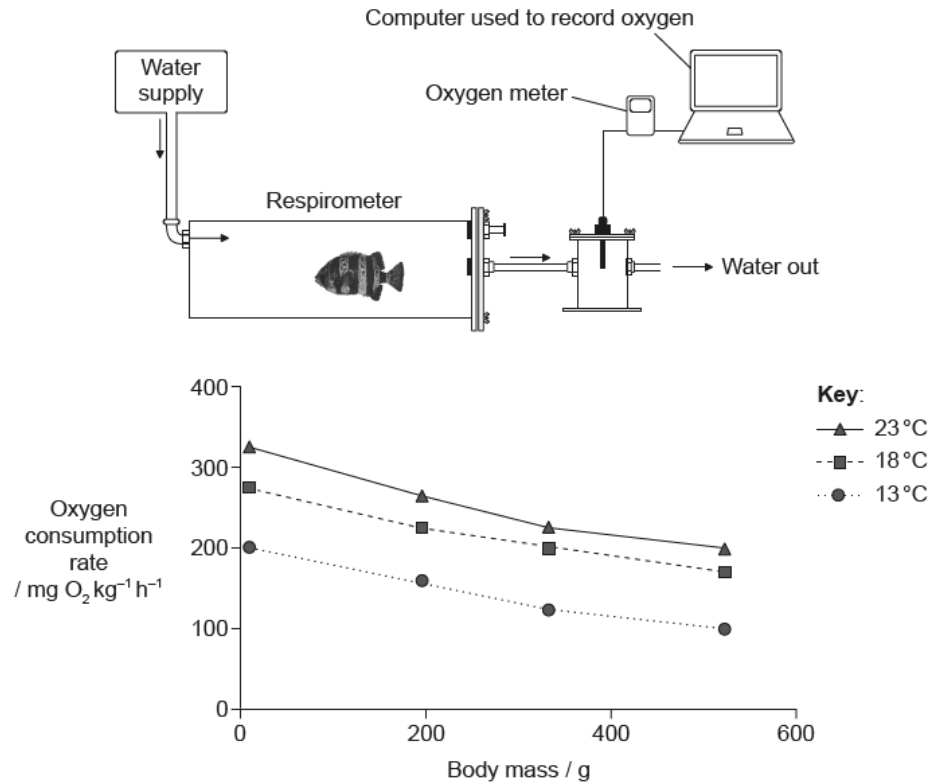 Computer used to record oxygen
Water
supply
Oxygen meter
Respirometer
Water out
400
300
200
100
0
Oxygen
consumption
rate
/ mg O₂ kg⁻¹ h⁻¹
0 200 400 600
Body mass / g
Key:
23 °C
18 °C
13 °C